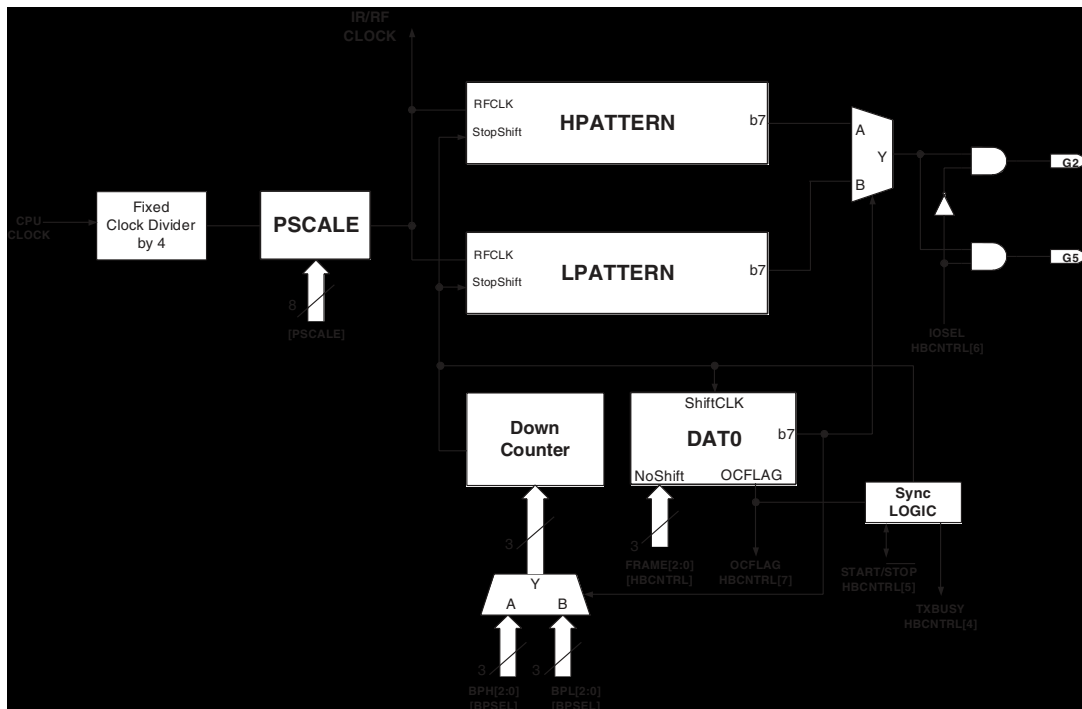 IR/RF
CLOCK
RFCLK
StopShift
HPATTERN
b7
A
Y
B
G2
CPU
CLOCK
Fixed
Clock Divider
by 4
PSCALE
8
[PSCALE]
RFCLK
StopShift
LPATTERN
b7
G5
IOSEL
HBCNTRL[6]
Down
Counter
ShiftCLK
DAT0
b7
NoShift
OCFLAG
Sync
LOGIC
3
3
FRAME[2:0]
[HBCNTRL]
OCFLAG
HBCNTRL[7]
START/STOP
HBCNTRL[5]
TXBUSY
HBCNTRL[4]
Y
A
B
3
3
BPH[2:0]
[BPSEL]
BPL[2:0]
[BPSEL]